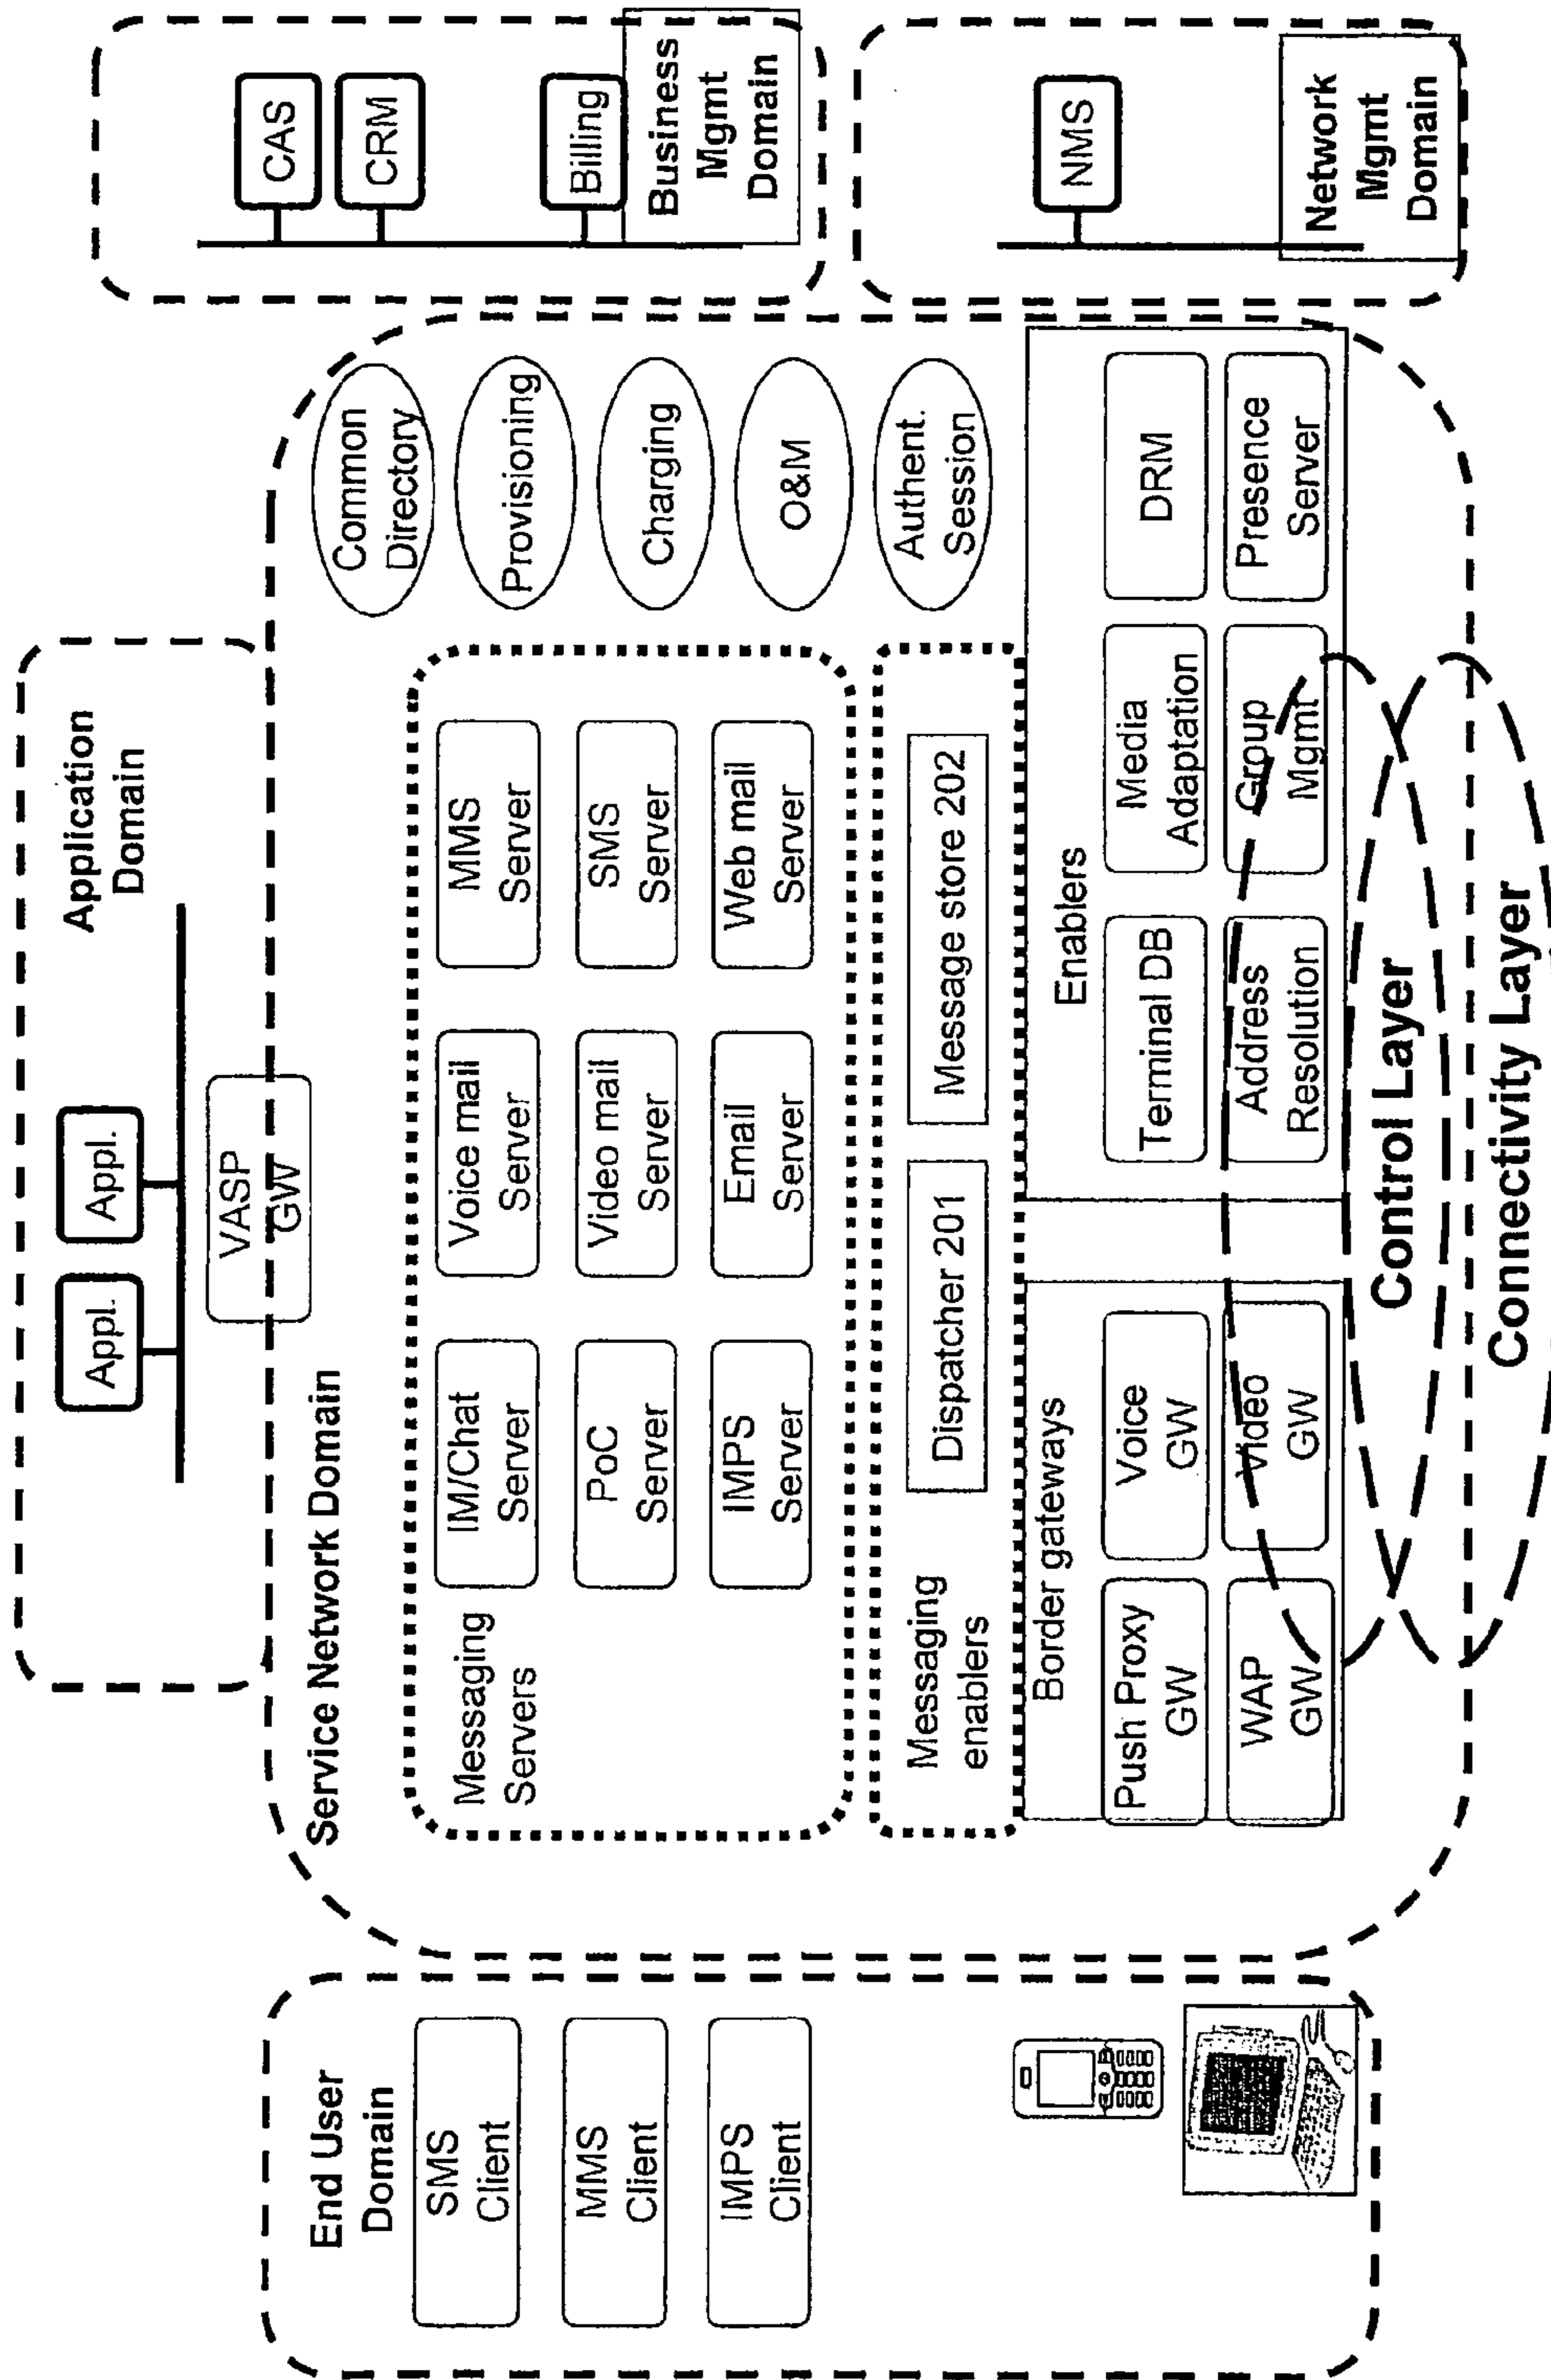 Application
Domain
Appl.
Appl.
VASP
GW
End User
Domain
SMS
Client
MMS
Client
IMPS
Client
Service Network Domain
Messaging
Servers
IM/Chat
Server
Voice mail
Server
MMS
Server
PoC
Server
Video mail
Server
SMS
Server
IMPS
Server
Email
Server
Web mail
Server
Messaging
enablers
Dispatcher 201
Message store 202
Border gateways
Push Proxy
GW
Voice
GW
WAP
GW
Video
GW
Enablers
Terminal DB
Media
Adaptation
DRM
Address
Resolution
Group
Mgmt
Presence
Server
Common
Directory
Provisioning
Charging
O&M
Authent.
Session
Control Layer
Connectivity Layer
CAS
CRM
Billing
Business
Mgmt
Domain
NMS
Network
Mgmt
Domain